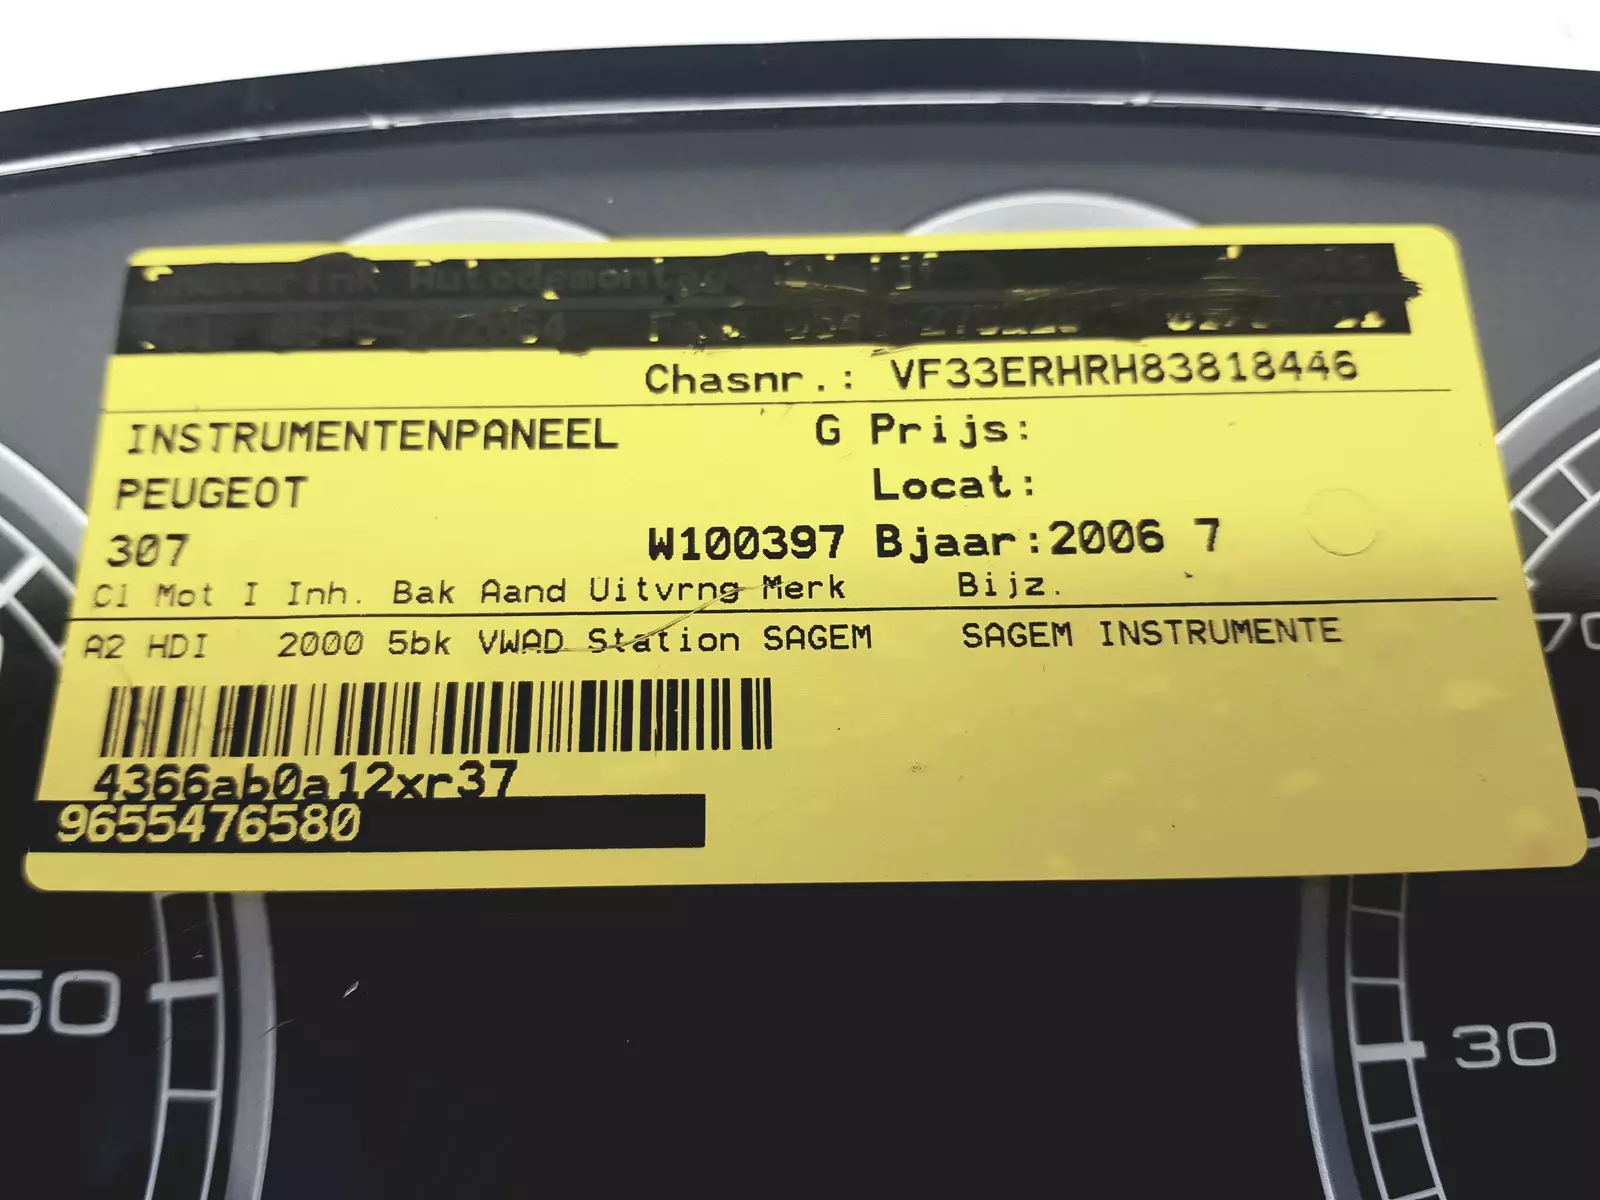 Autodemontage
Chasnr.: VF33ERHRH83818446
INSTRUMENTENPANEEL G Prijs:
PEUGEOT Locat:
307 W100397 Bjaar:2006 7
Cl Mot I Inh. Bak Aand Uitvrng Merk Bijz.
A2 HDI 2000 5bk VWAD Station SAGEM SAGEM INSTRUMENTE
4366ab0a12xr37
9655476580
50
30